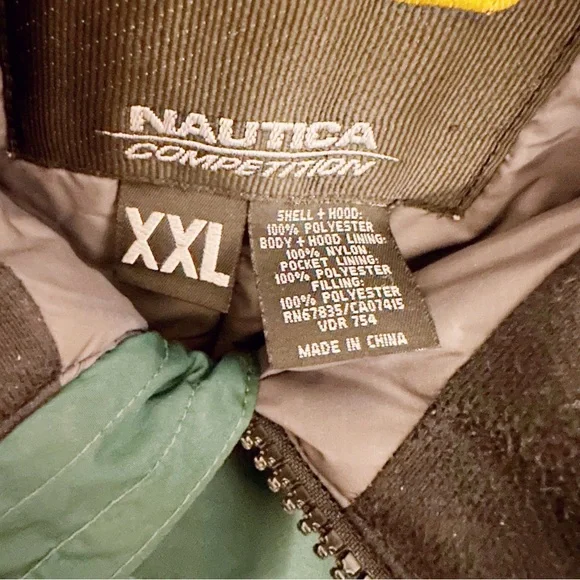 NAUTICA
COMPETITION
XXL
SHELL + HOOD:
100% POLYESTER
BODY + HOOD LINING:
100% NYLON
POCKET LINING:
100% POLYESTER
FILLING:
100% POLYESTER
RN67835/CA07415
VDR 754
MADE IN CHINA